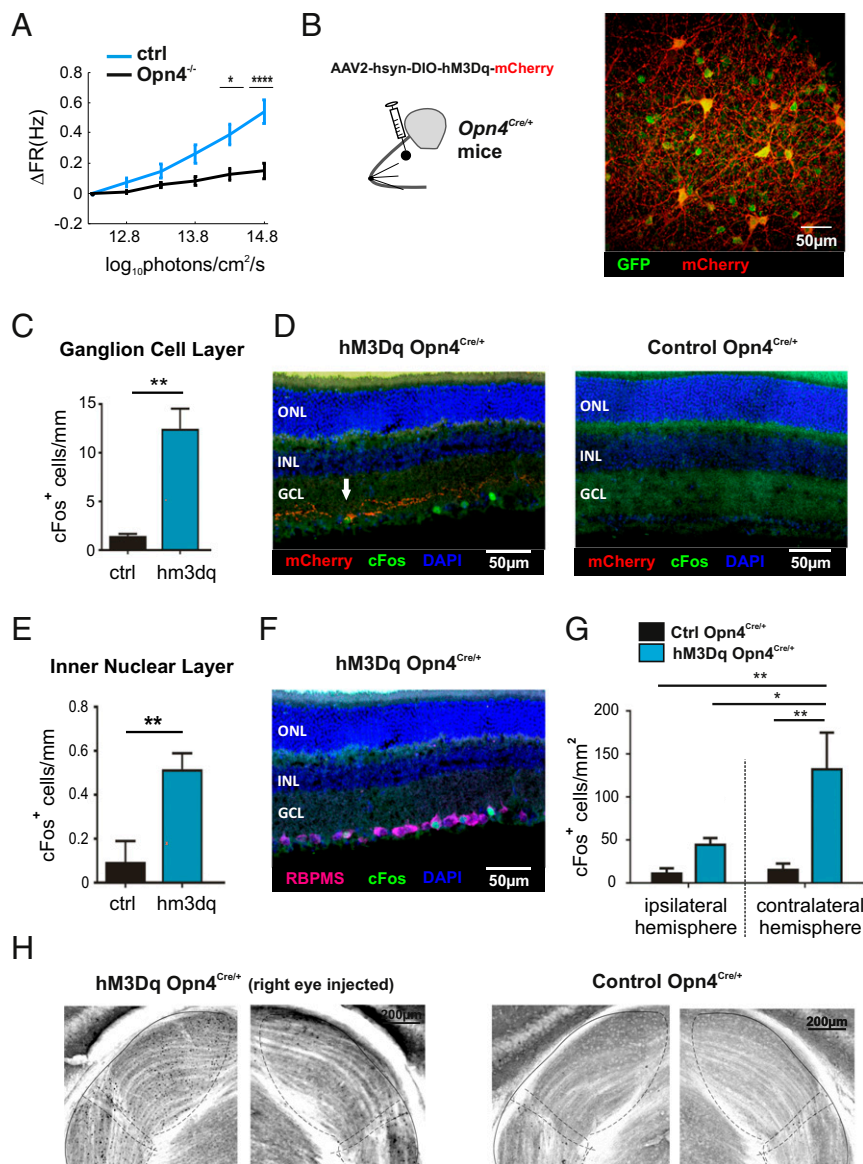 A
ctrl
Opn4-/-
* ****
0.8
0.6
0.4
0.2
0
-0.2
ΔFR(Hz)
12.8 13.8 14.8
log10photons/cm2/s
B
AAV2-hsyn-DIO-hM3Dq-mCherry
Opn4Cre/+
mice
50µm
GFP mCherry
C
Ganglion Cell Layer
**
15
10
5
0
cFos+ cells/mm
ctrl hm3dq
D
hM3Dq Opn4Cre/+ Control Opn4Cre/+
ONL
INL
GCL
mCherry cFos DAPI 50µm
ONL
INL
GCL
mCherry cFos DAPI 50µm
E
Inner Nuclear Layer
**
0.8
0.6
0.4
0.2
0
cFos+ cells/mm
ctrl hm3dq
F
hM3Dq Opn4Cre/+
ONL
INL
GCL
RBPMS cFos DAPI 50µm
G
Ctrl Opn4Cre/+
hM3Dq Opn4Cre/+
**
*
**
200
150
100
50
0
cFos+ cells/mm2
ipsilateral hemisphere
contralateral hemisphere
H
hM3Dq Opn4Cre/+ (right eye injected)
200µm
Control Opn4Cre/+
200µm